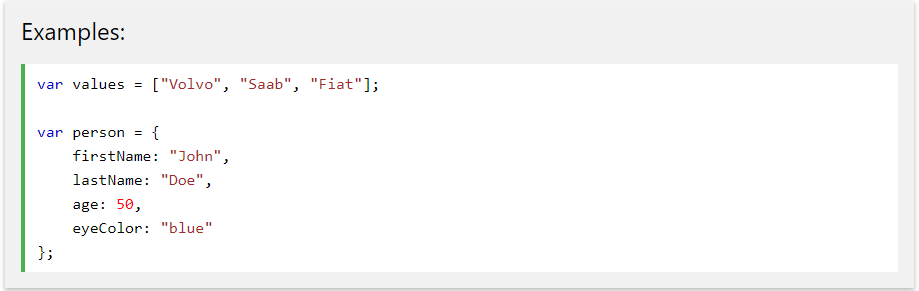 Examples:
var values = ["Volvo", "Saab", "Fiat"];
var person = {
    firstName: "John",
    lastName: "Doe",
    age: 50,
    eyeColor: "blue"
};